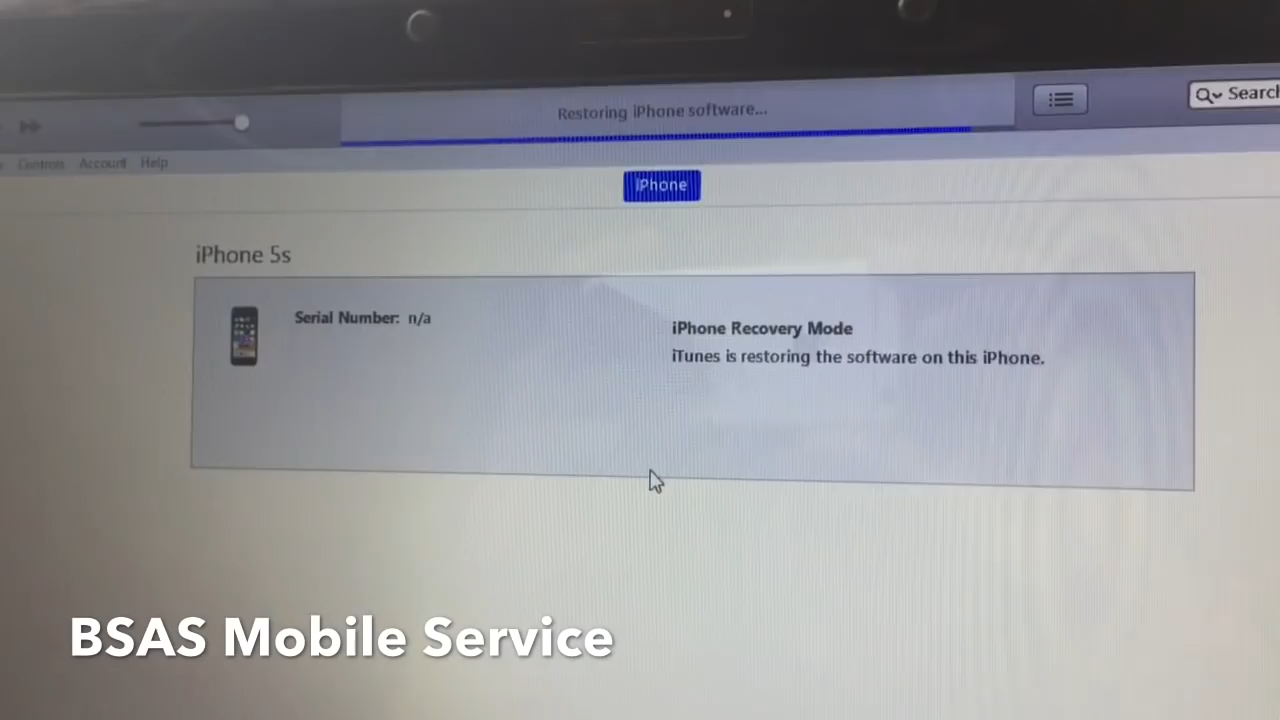 Restoring iPhone software...
Search
Controls Account Help
iPhone
iPhone 5s
Serial Number: n/a
iPhone Recovery Mode
iTunes is restoring the software on this iPhone.
BSAS Mobile Service